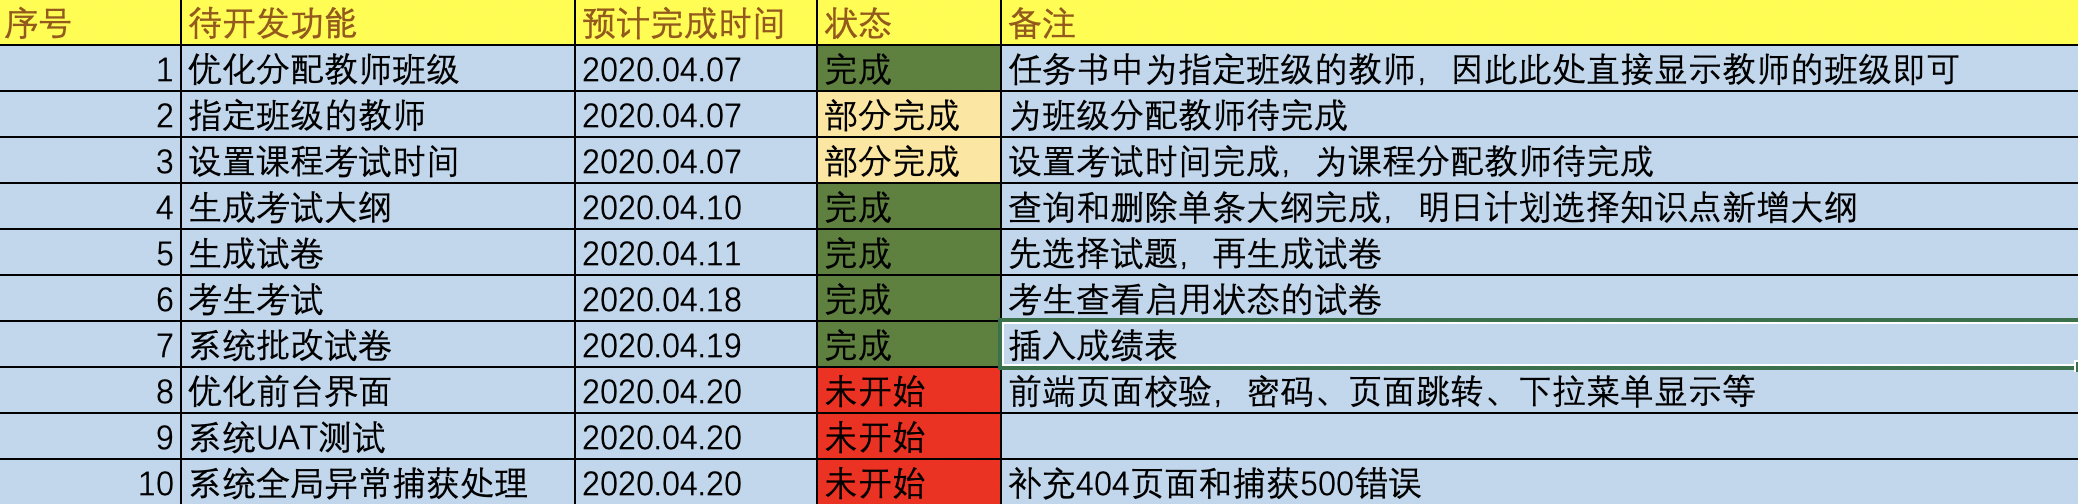 序号 待开发功能 预计完成时间 状态 备注
1 优化分配教师班级 2020.04.07 完成 任务书中为指定班级的教师，因此此处直接显示教师的班级即可
2 指定班级的教师 2020.04.07 部分完成 为班级分配教师待完成
3 设置课程考试时间 2020.04.07 部分完成 设置考试时间完成，为课程分配教师待完成
4 生成考试大纲 2020.04.10 完成 查询和删除单条大纲完成，明日计划选择知识点新增大纲
5 生成试卷 2020.04.11 完成 先选择试题，再生成试卷
6 考生考试 2020.04.18 完成 考生查看启用状态的试卷
7 系统批改试卷 2020.04.19 完成 插入成绩表
8 优化前台界面 2020.04.20 未开始 前端页面校验，密码、页面跳转、下拉菜单显示等
9 系统UAT测试 2020.04.20 未开始
10 系统全局异常捕获处理 2020.04.20 未开始 补充404页面和捕获500错误